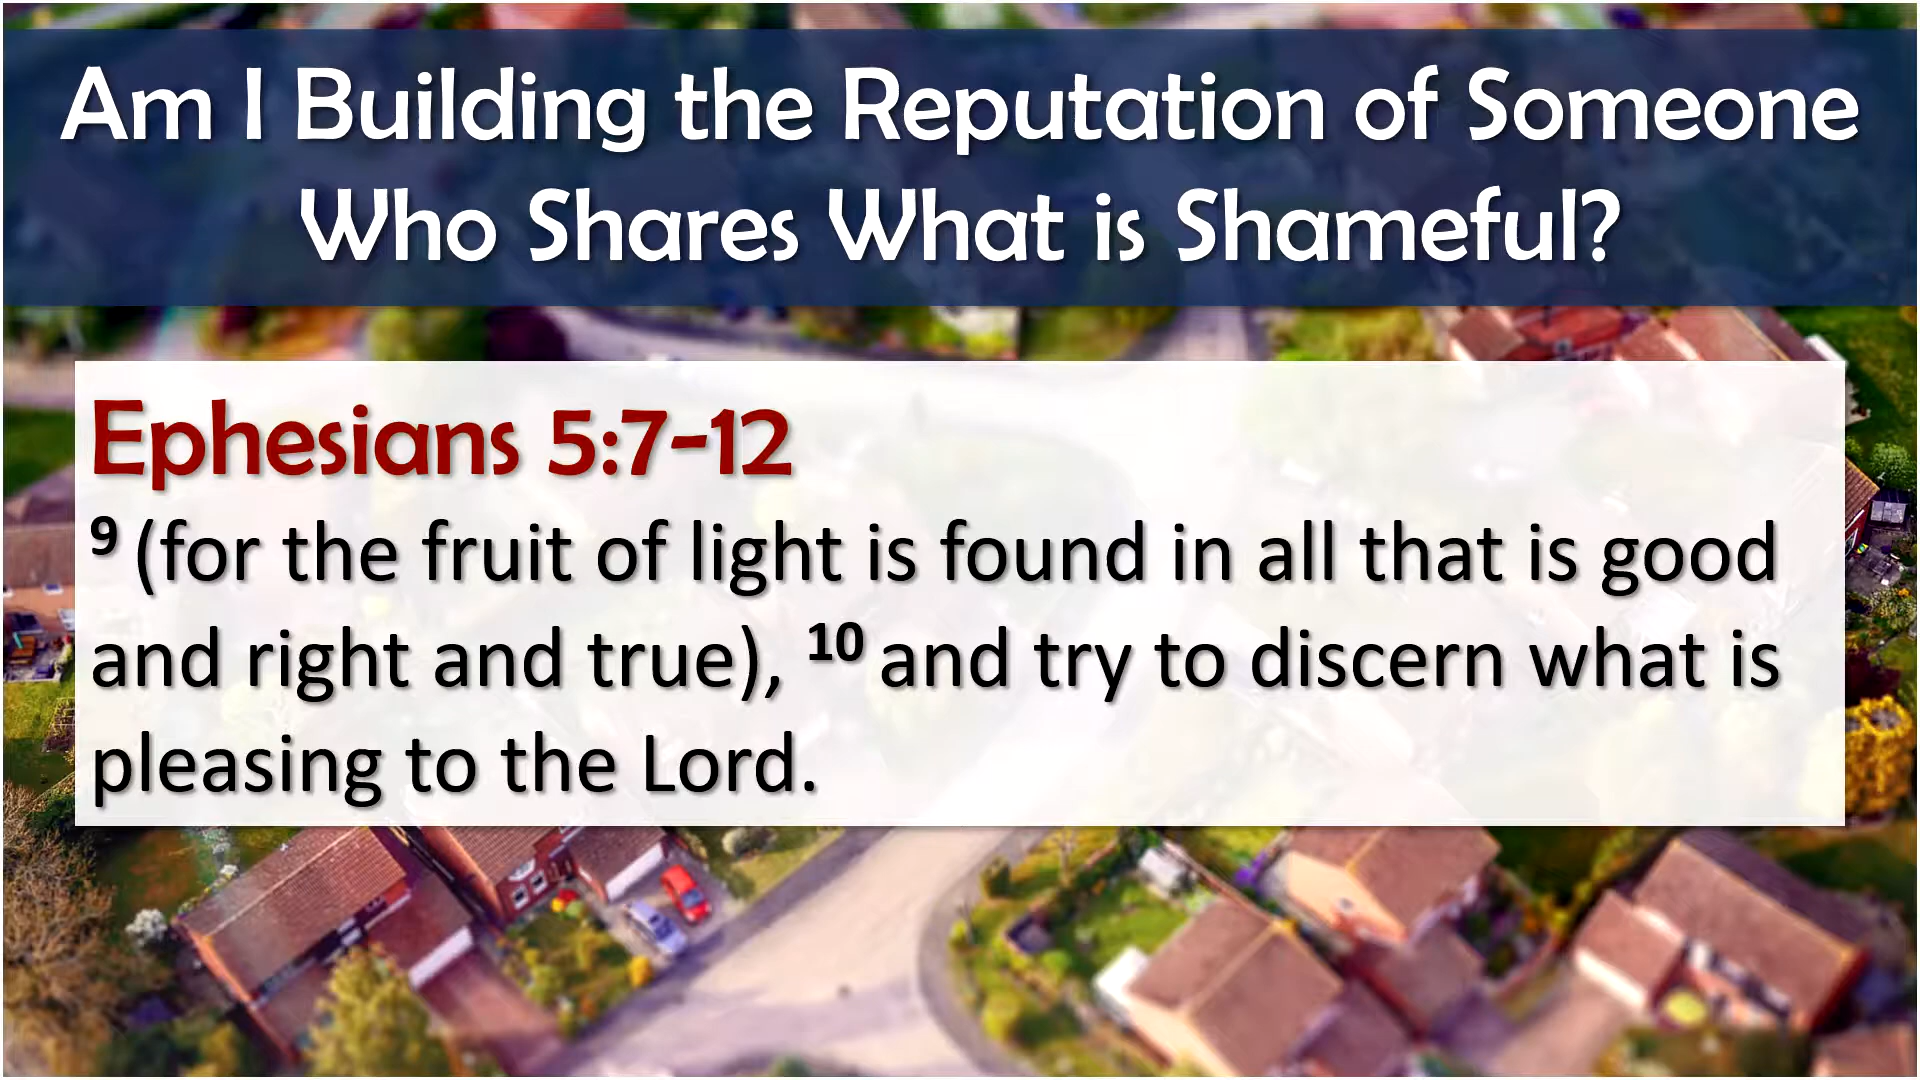 Am I Building the Reputation of Someone
Who Shares What is Shameful?
Ephesians 5:7-12
9 (for the fruit of light is found in all that is good
and right and true), 10 and try to discern what is
pleasing to the Lord.